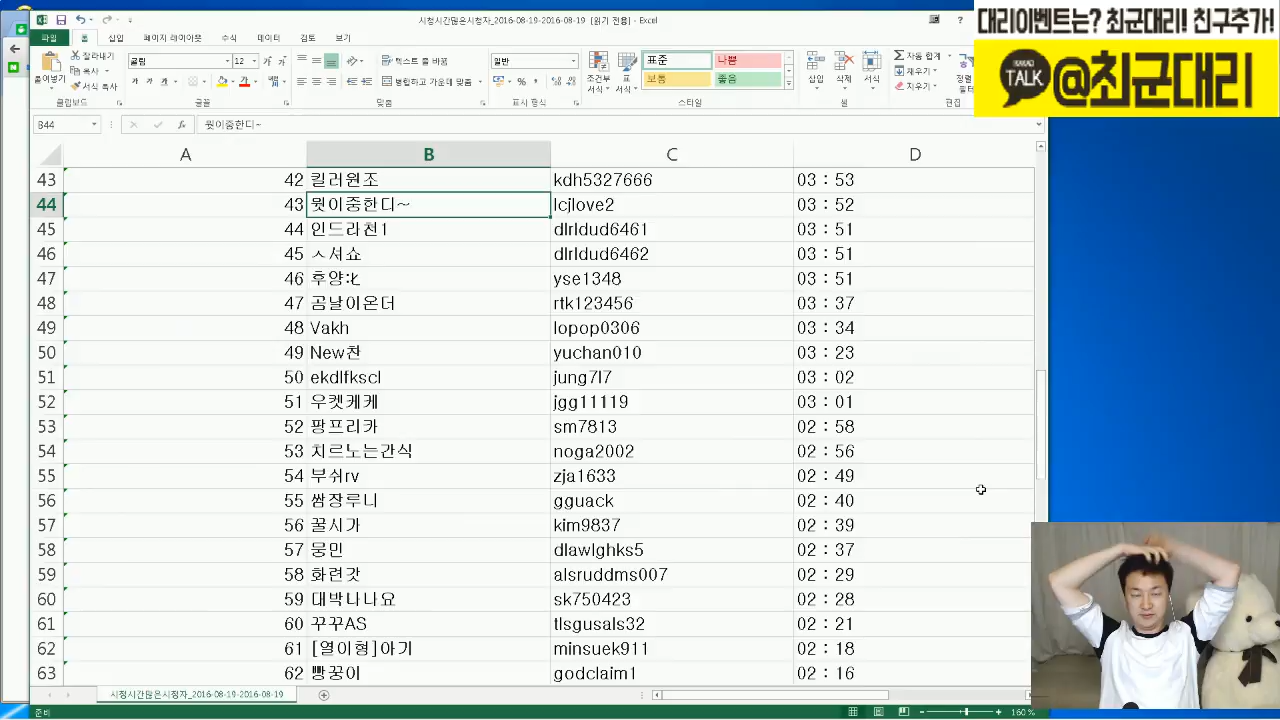 시청시간많은시청자_2016-08-19-2016-08-19 [읽기 전용] - Excel
대리이벤트는? 최군대리! 친구추가!
TALK @최군대리
파일 홈 삽입 페이지 레이아웃 수식 데이터 검토 보기
붙여넣기 잘라내기 복사 서식 복사
굴림 12 가 가 가 가 가
텍스트 줄 바꿈
병합하고 가운데 맞춤
일반
조건부 서식 표 서식
표준 나쁨 보통 좋음
삽입 삭제 서식
자동 합계 채우기 지우기
클립보드 글꼴 맞춤 표시 형식 스타일 셀 편집
B44 fx 뭣이중한디~
A B C D
43 42 킬러원조 kdh5327666 03 : 53
44 43 뭣이중한디~ lcjlove2 03 : 52
45 44 인드라천1 dlrldud6461 03 : 51
46 45 ㅅ셔쇼 dlrldud6462 03 : 51
47 46 yse1348 03 : 51
48 47 곰날이온더 rtk123456 03 : 37
49 48 Vakh lopop0306 03 : 34
50 49 New찬 yuchan010 03 : 23
51 50 ekdlfkscl jung7l7 03 : 02
52 51 우켓케케 jgg11119 03 : 01
53 52 팡프리카 sm7813 02 : 58
54 53 치르노는간식 noga2002 02 : 56
55 54 부쉬rv zja1633 02 : 49
56 55 쌈장루니 gguack 02 : 40
57 56 꿀시가 kim9837 02 : 39
58 57 뭉민 dlawlghks5 02 : 37
59 58 화련갓 alsruddms007 02 : 29
60 59 대박나나요 sk750423 02 : 28
61 60 꾸꾸AS tlsgusals32 02 : 21
62 61 [열이형]아기 minsuek911 02 : 18
63 62 빵꿍이 godclaim1 02 : 16
시청시간많은시청자_2016-08-19-2016-08-19
준비 160%